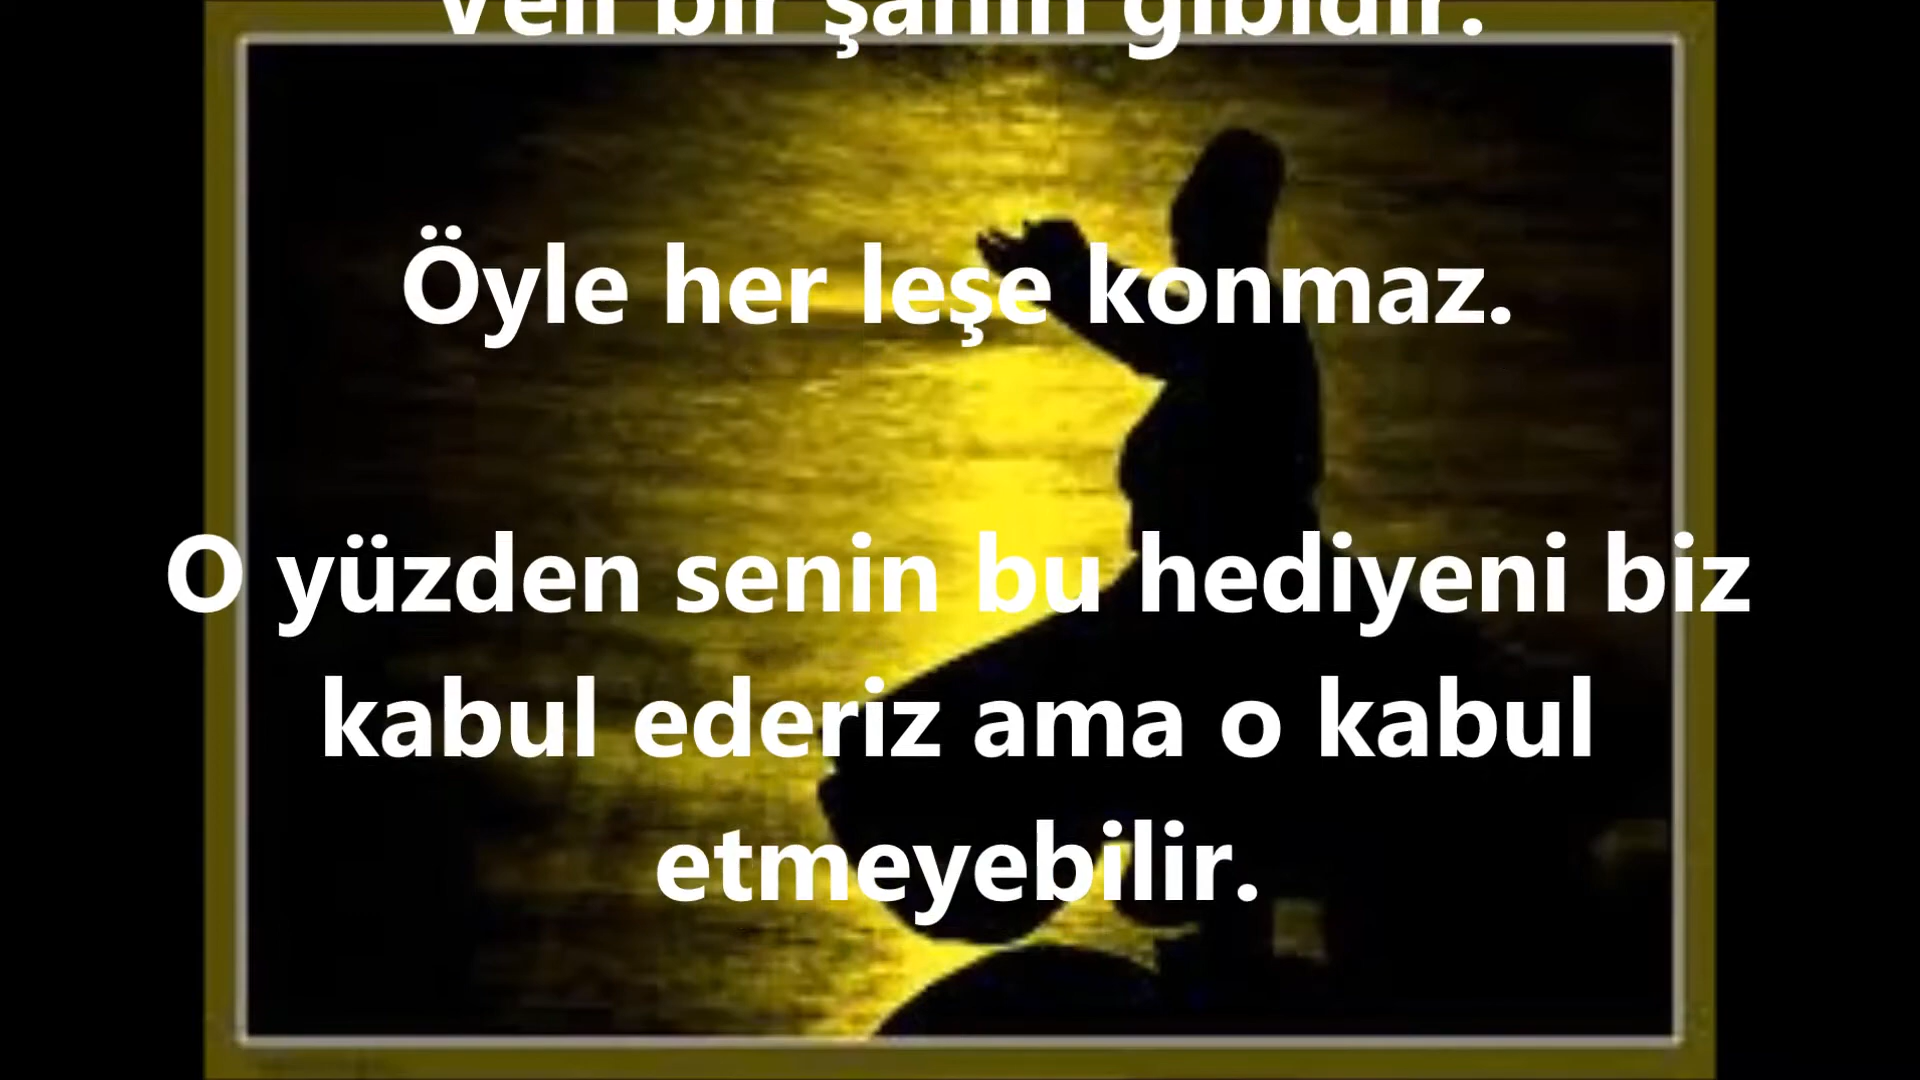 Veli bir şahin gibidir.
Öyle her leşe konmaz.
O yüzden senin bu hediyeni biz
kabul ederiz ama o kabul
etmeyebilir.